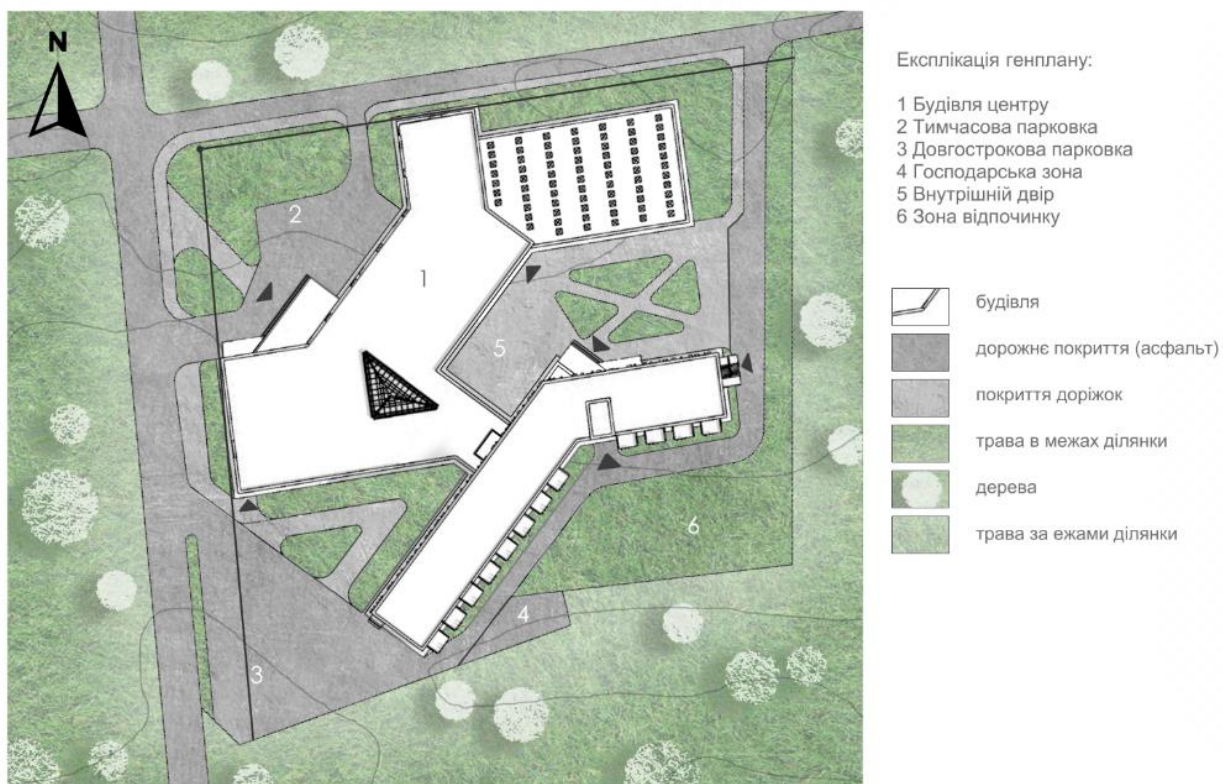 N
Експлікація генплану:
1 Будівля центру
2 Тимчасова парковка
3 Довгострокова парковка
4 Господарська зона
5 Внутрішній двір
6 Зона відпочинку
будівля
дорожнє покриття (асфальт)
покриття доріжок
трава в межах ділянки
дерева
трава за ежами ділянки
2
1
5
6
4
3